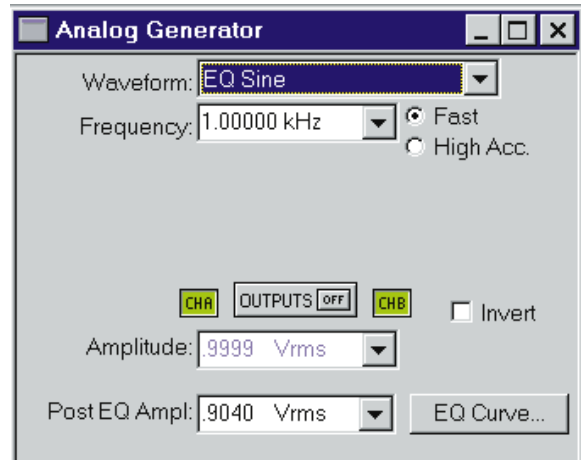 Analog Generator
Waveform: EQ Sine
Frequency: 1.00000 kHz
Fast
High Acc.
CHA OUTPUTS OFF CHB Invert
Amplitude: .9999 Vrms
Post EQ Ampl: .9040 Vrms EQ Curve...